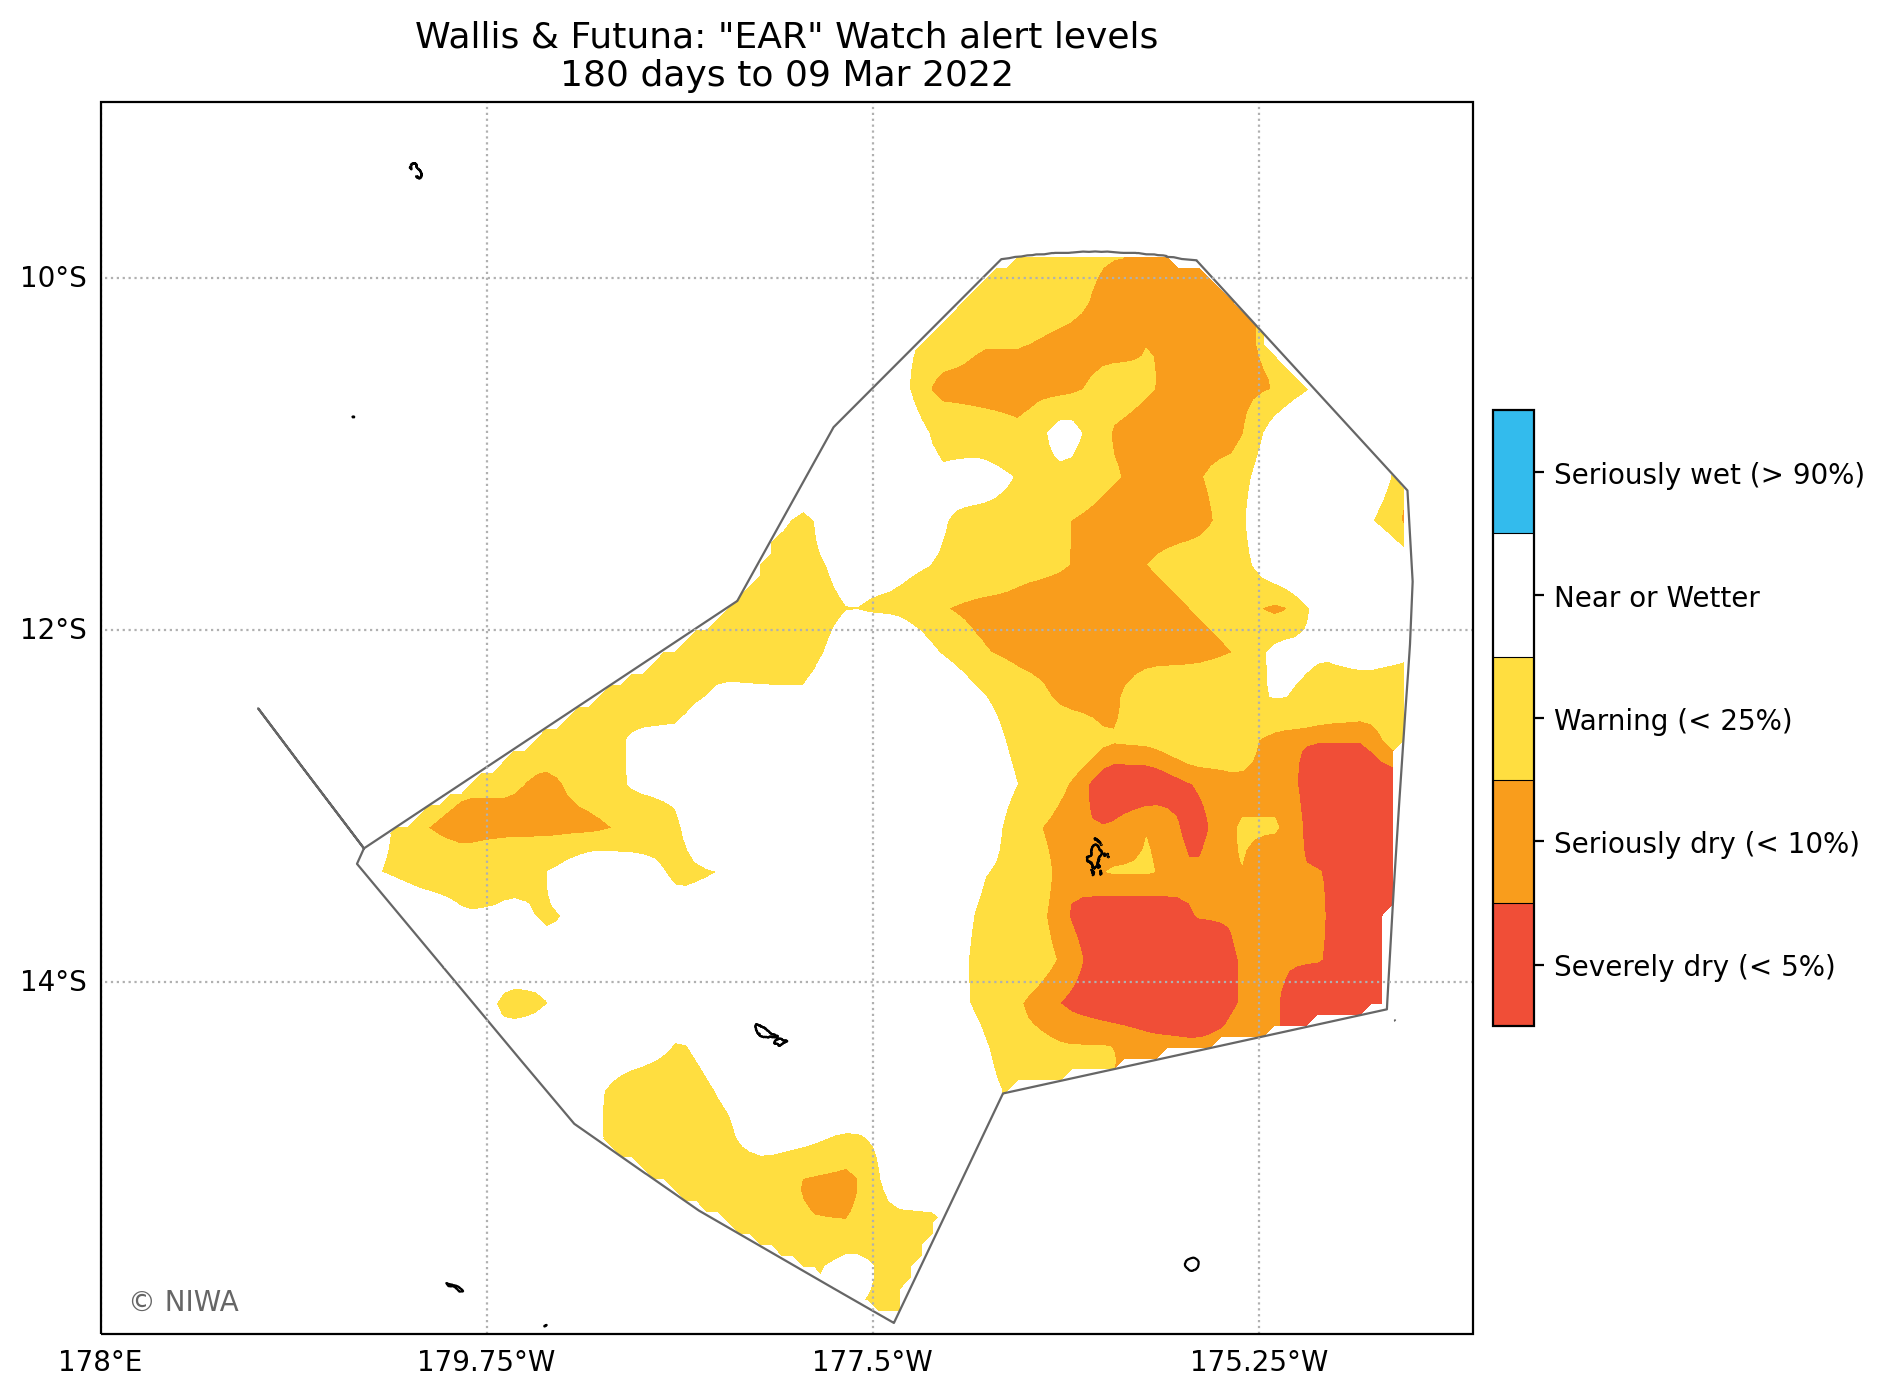 Wallis & Futuna: "EAR" Watch alert levels
180 days to 09 Mar 2022
10°S
12°S
14°S
178°E
179.75°W
177.5°W
175.25°W
Seriously wet (> 90%)
Near or Wetter
Warning (< 25%)
Seriously dry (< 10%)
Severely dry (< 5%)
© NIWA